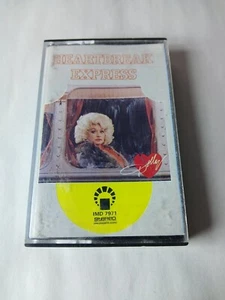 HEARTBREAK
EXPRESS
Dolly
IMD 7971
STEREO